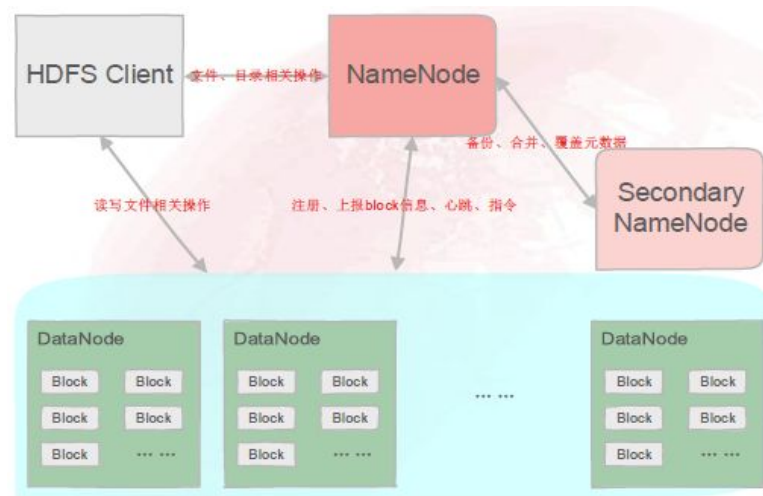 HDFS Client
文件、目录相关操作
NameNode
备份、合并、覆盖元数据
Secondary
NameNode
读写文件相关操作
注册、上报block信息、心跳、指令
DataNode
Block Block
Block Block
Block ... ...
DataNode
Block Block
Block Block
Block ... ...
... ...
DataNode
Block Block
Block Block
Block ... ...